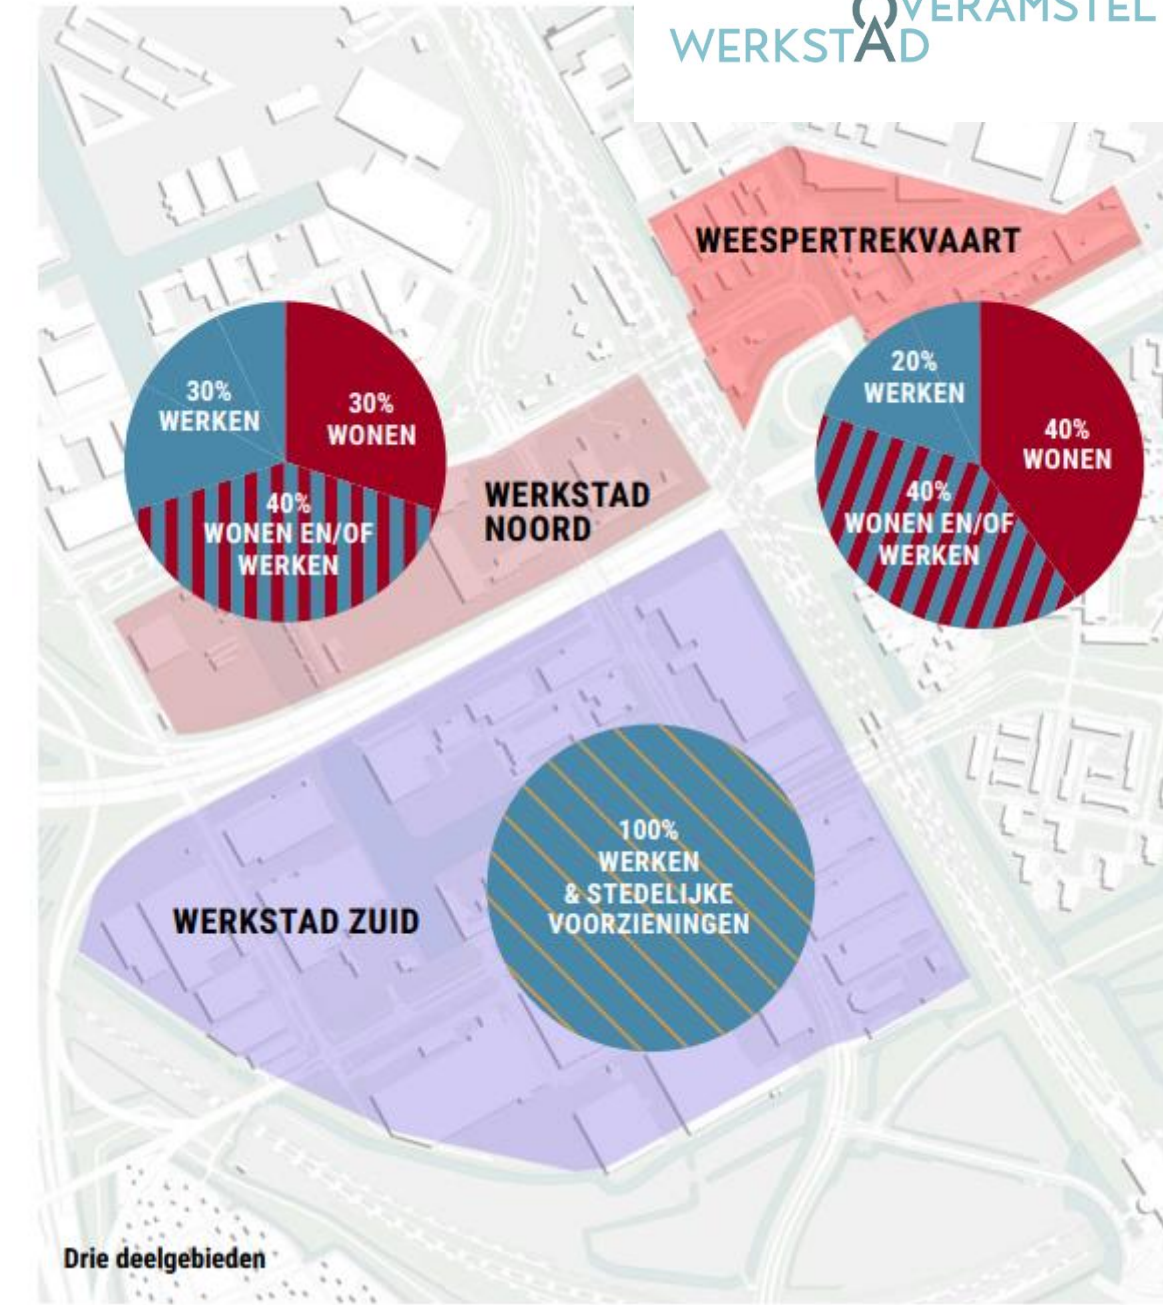 OVERAMSTEL
WERKSTAD
WEESPERTREKVAART
30%
WERKEN
30%
WONEN
40%
WONEN EN/OF
WERKEN
20%
WERKEN
40%
WONEN
40%
WONEN EN/OF
WERKEN
WERKSTAD
NOORD
100%
WERKEN
& STEDELIJKE
VOORZIENINGEN
WERKSTAD ZUID
Drie deelgebieden